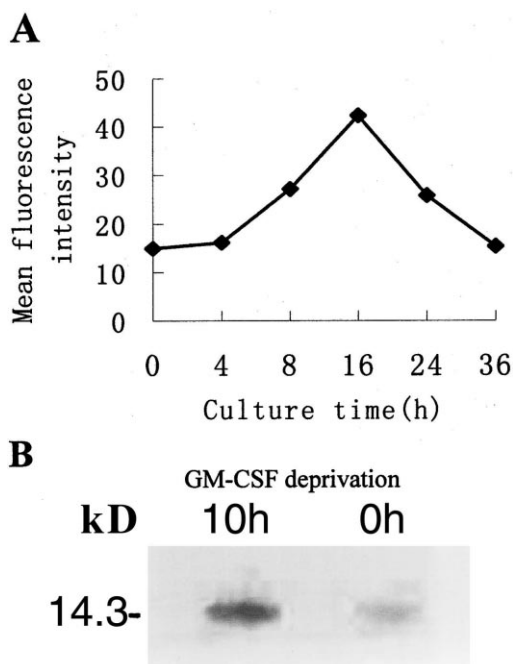 A
Mean fluorescence
intensity
50
40
30
20
10
0
0 4 8 16 24 36
Culture time(h)
B
GM-CSF deprivation
kD 10h 0h
14.3-